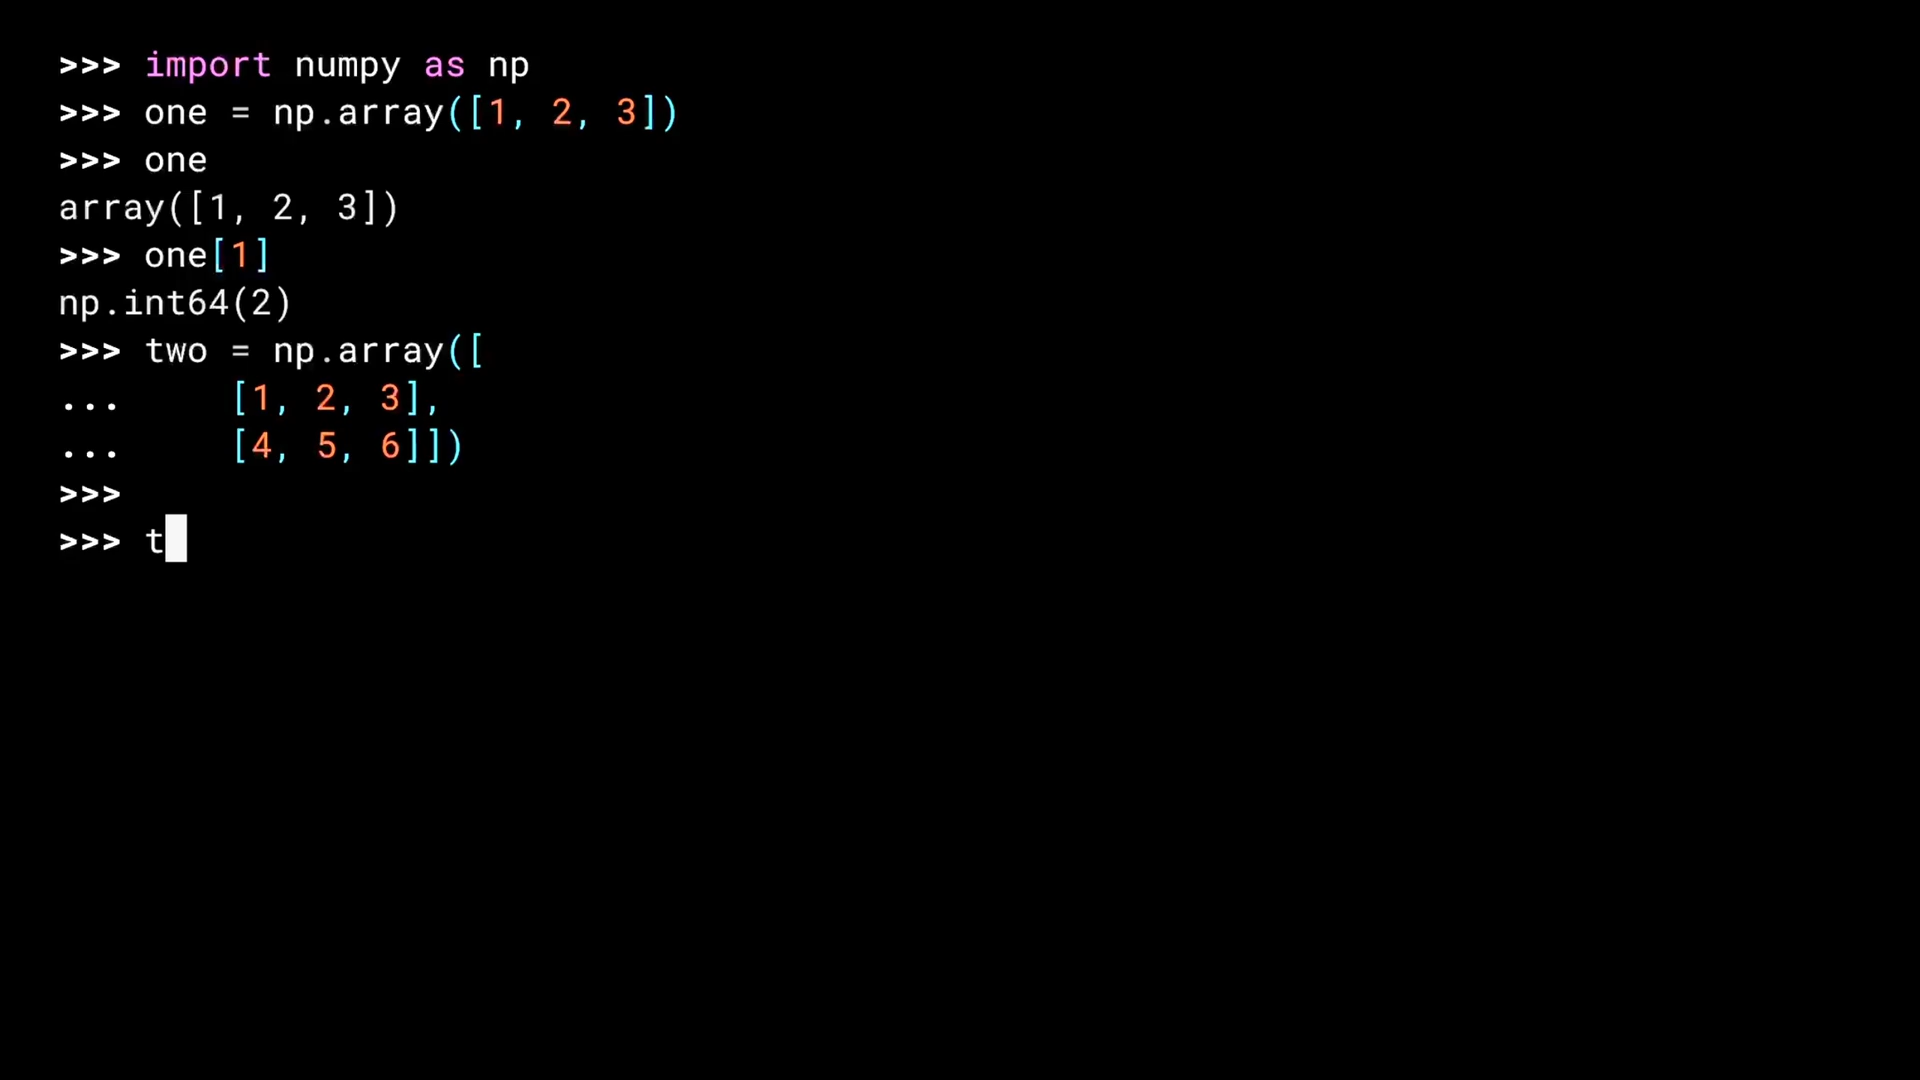 >>> import numpy as np
>>> one = np.array([1, 2, 3])
>>> one
array([1, 2, 3])
>>> one[1]
np.int64(2)
>>> two = np.array([
...     [1, 2, 3],
...     [4, 5, 6]])
>>>
>>> t